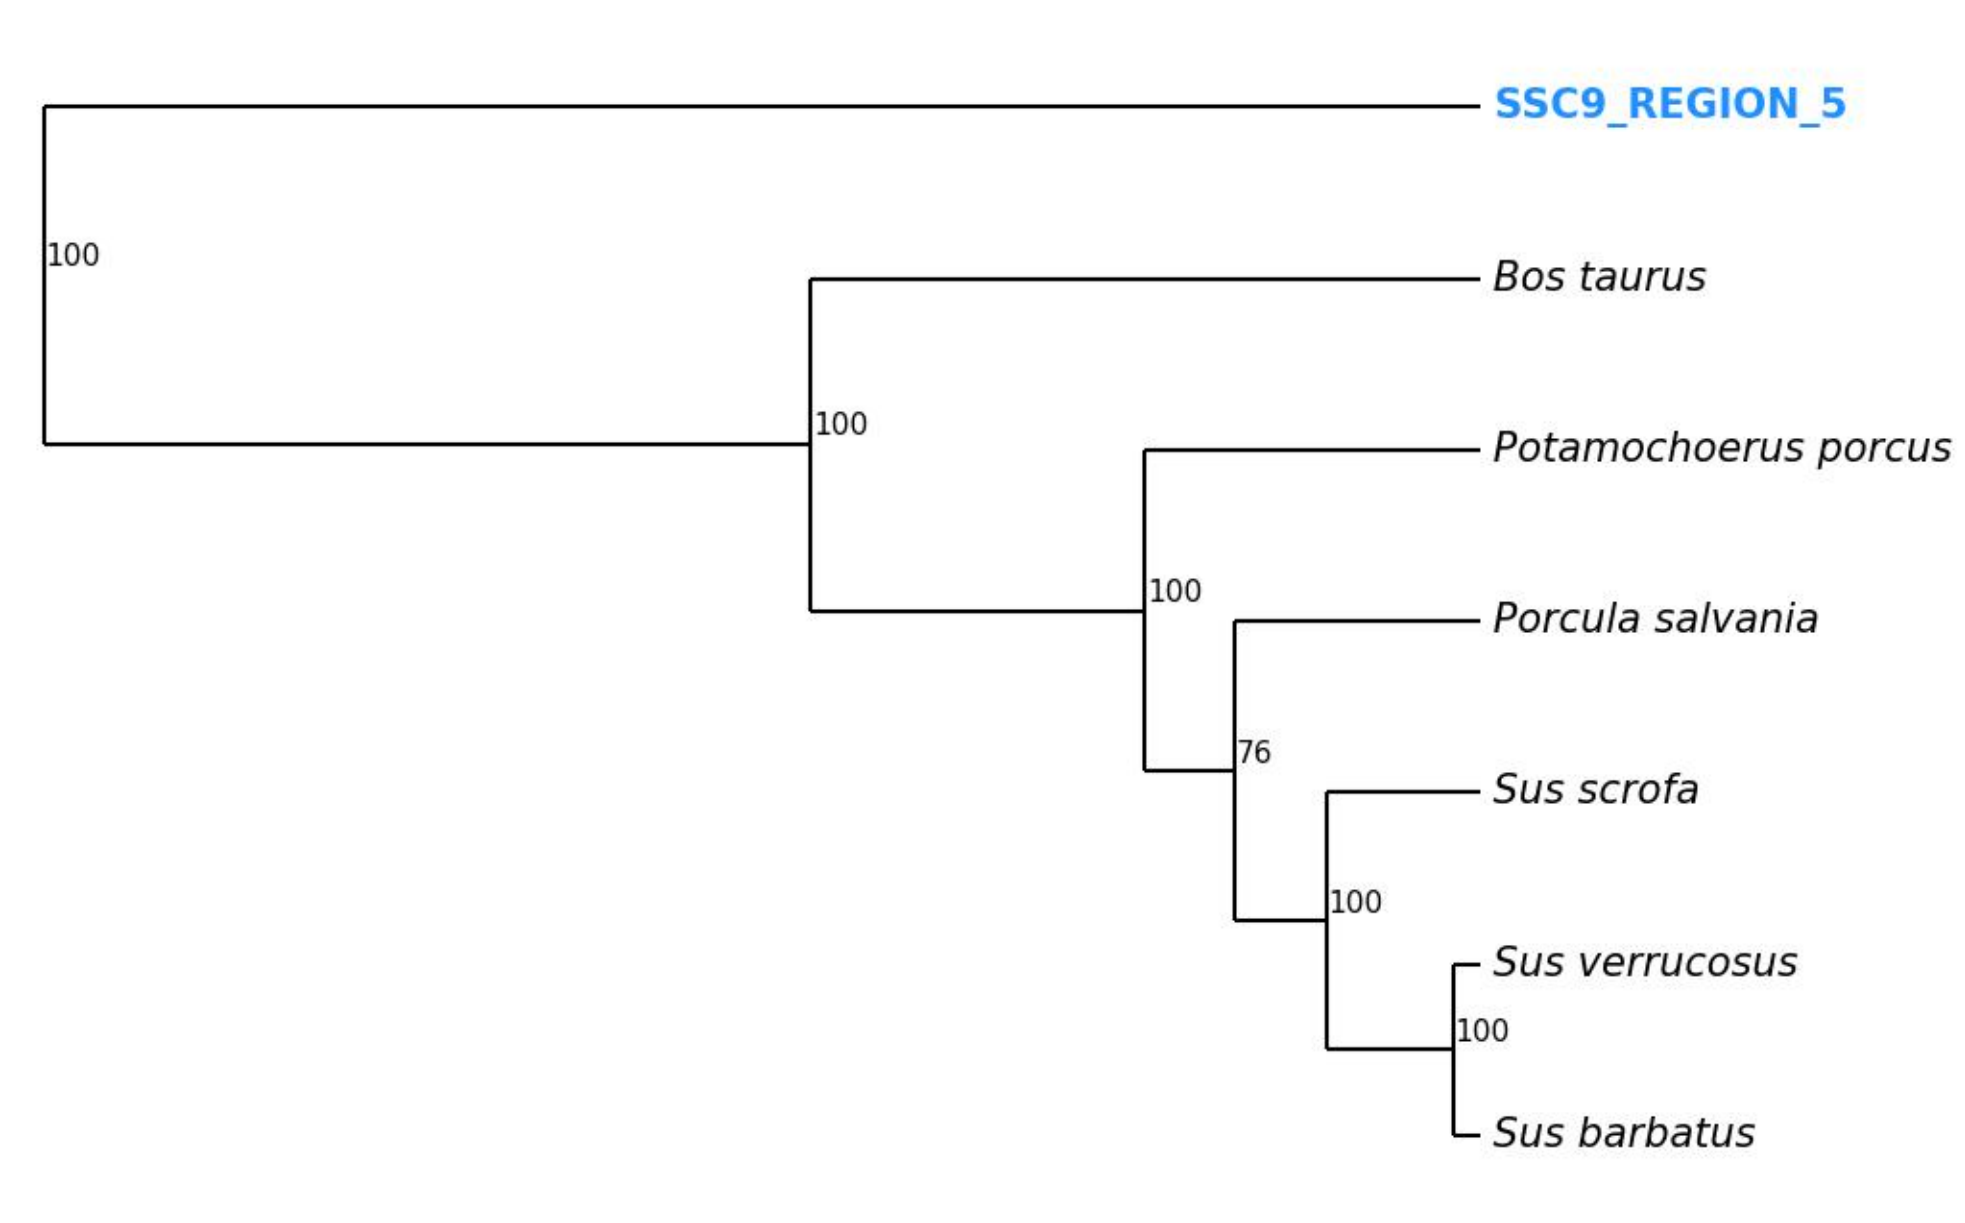 SSC9_REGION_5
100
Bos taurus
100
Potamochoerus porcus
100
Porcula salvania
76
Sus scrofa
100
Sus verrucosus
100
Sus barbatus